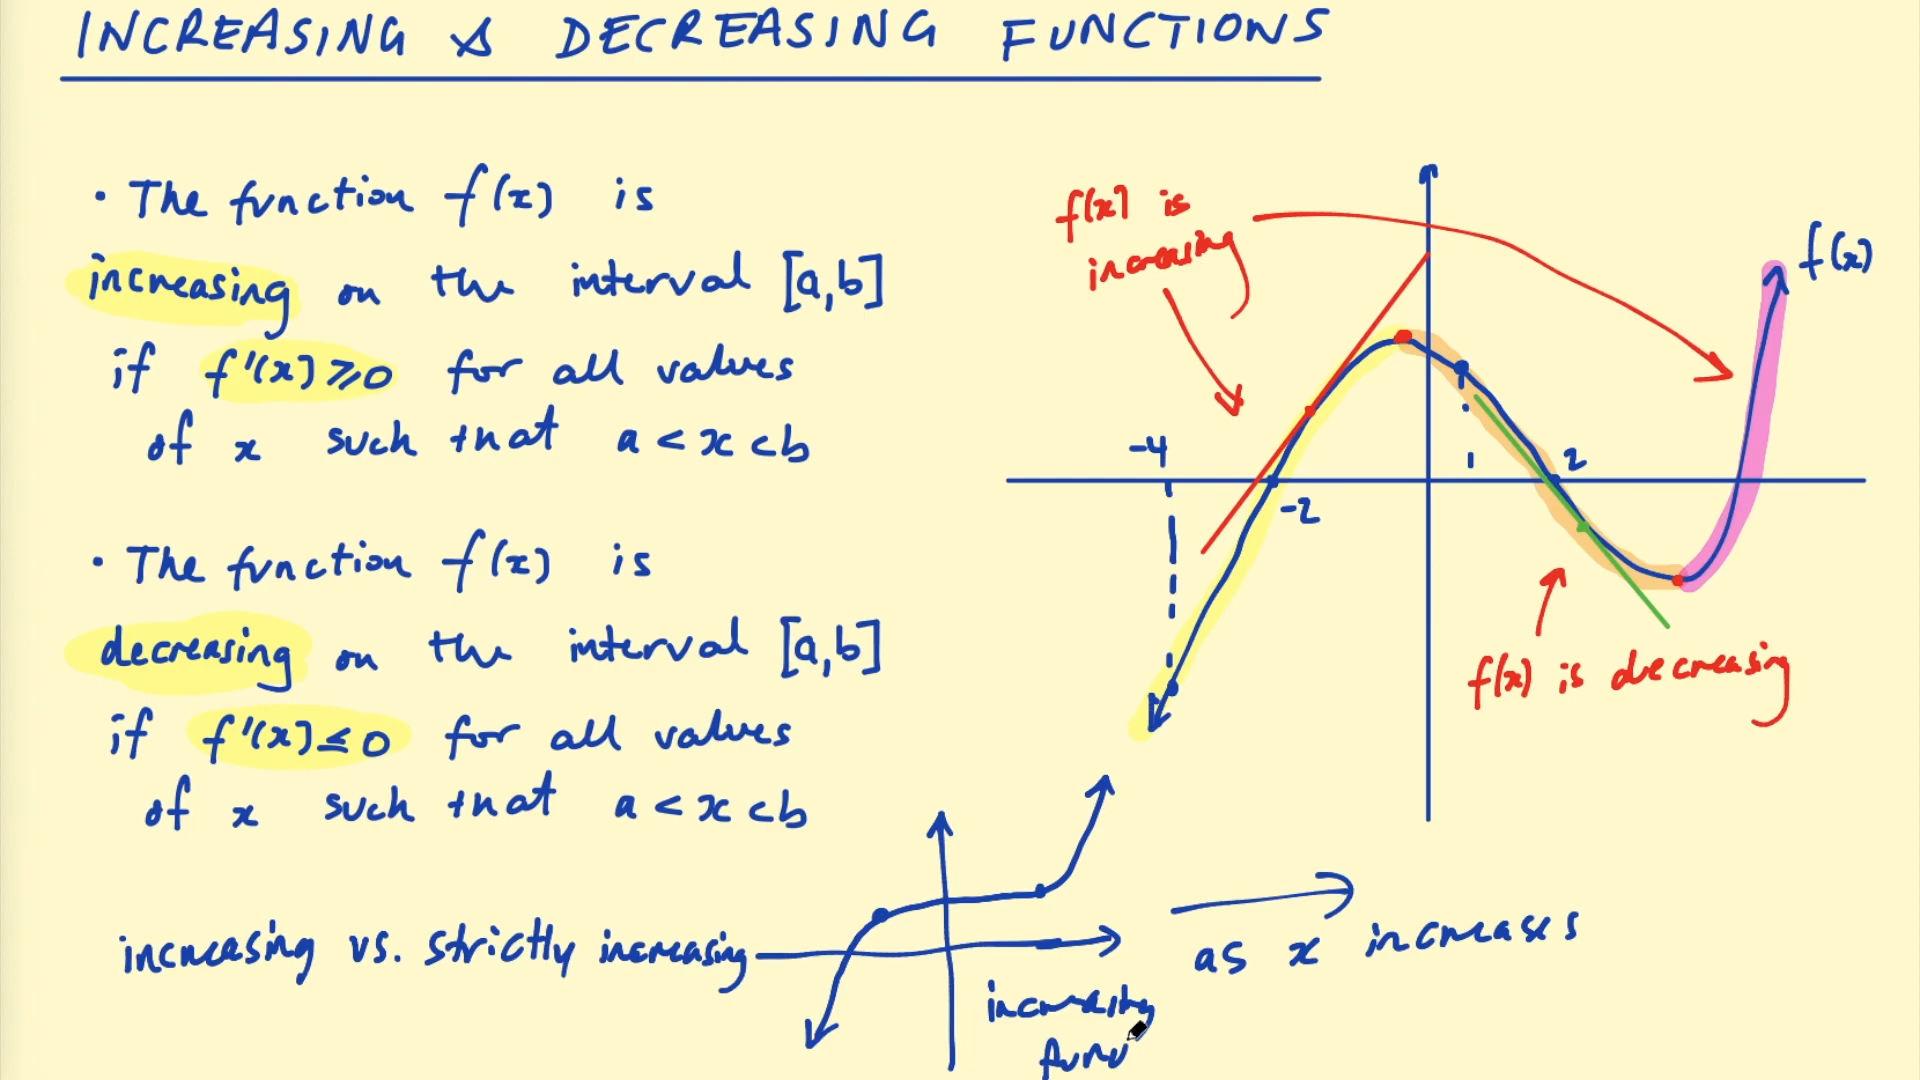 INCREASING & DECREASING FUNCTIONS
• The function f(x) is
increasing on the interval [a,b]
if f'(x) ⩾ 0 for all values
of x such that a < x < b
• The function f(x) is
decreasing on the interval [a,b]
if f'(x) ≤ 0 for all values
of x such that a < x < b
increasing vs. strictly increasing
f(x) is
increasing
f(x)
-4
1
2
-2
f(x) is decreasing
as x increases
increasing
func